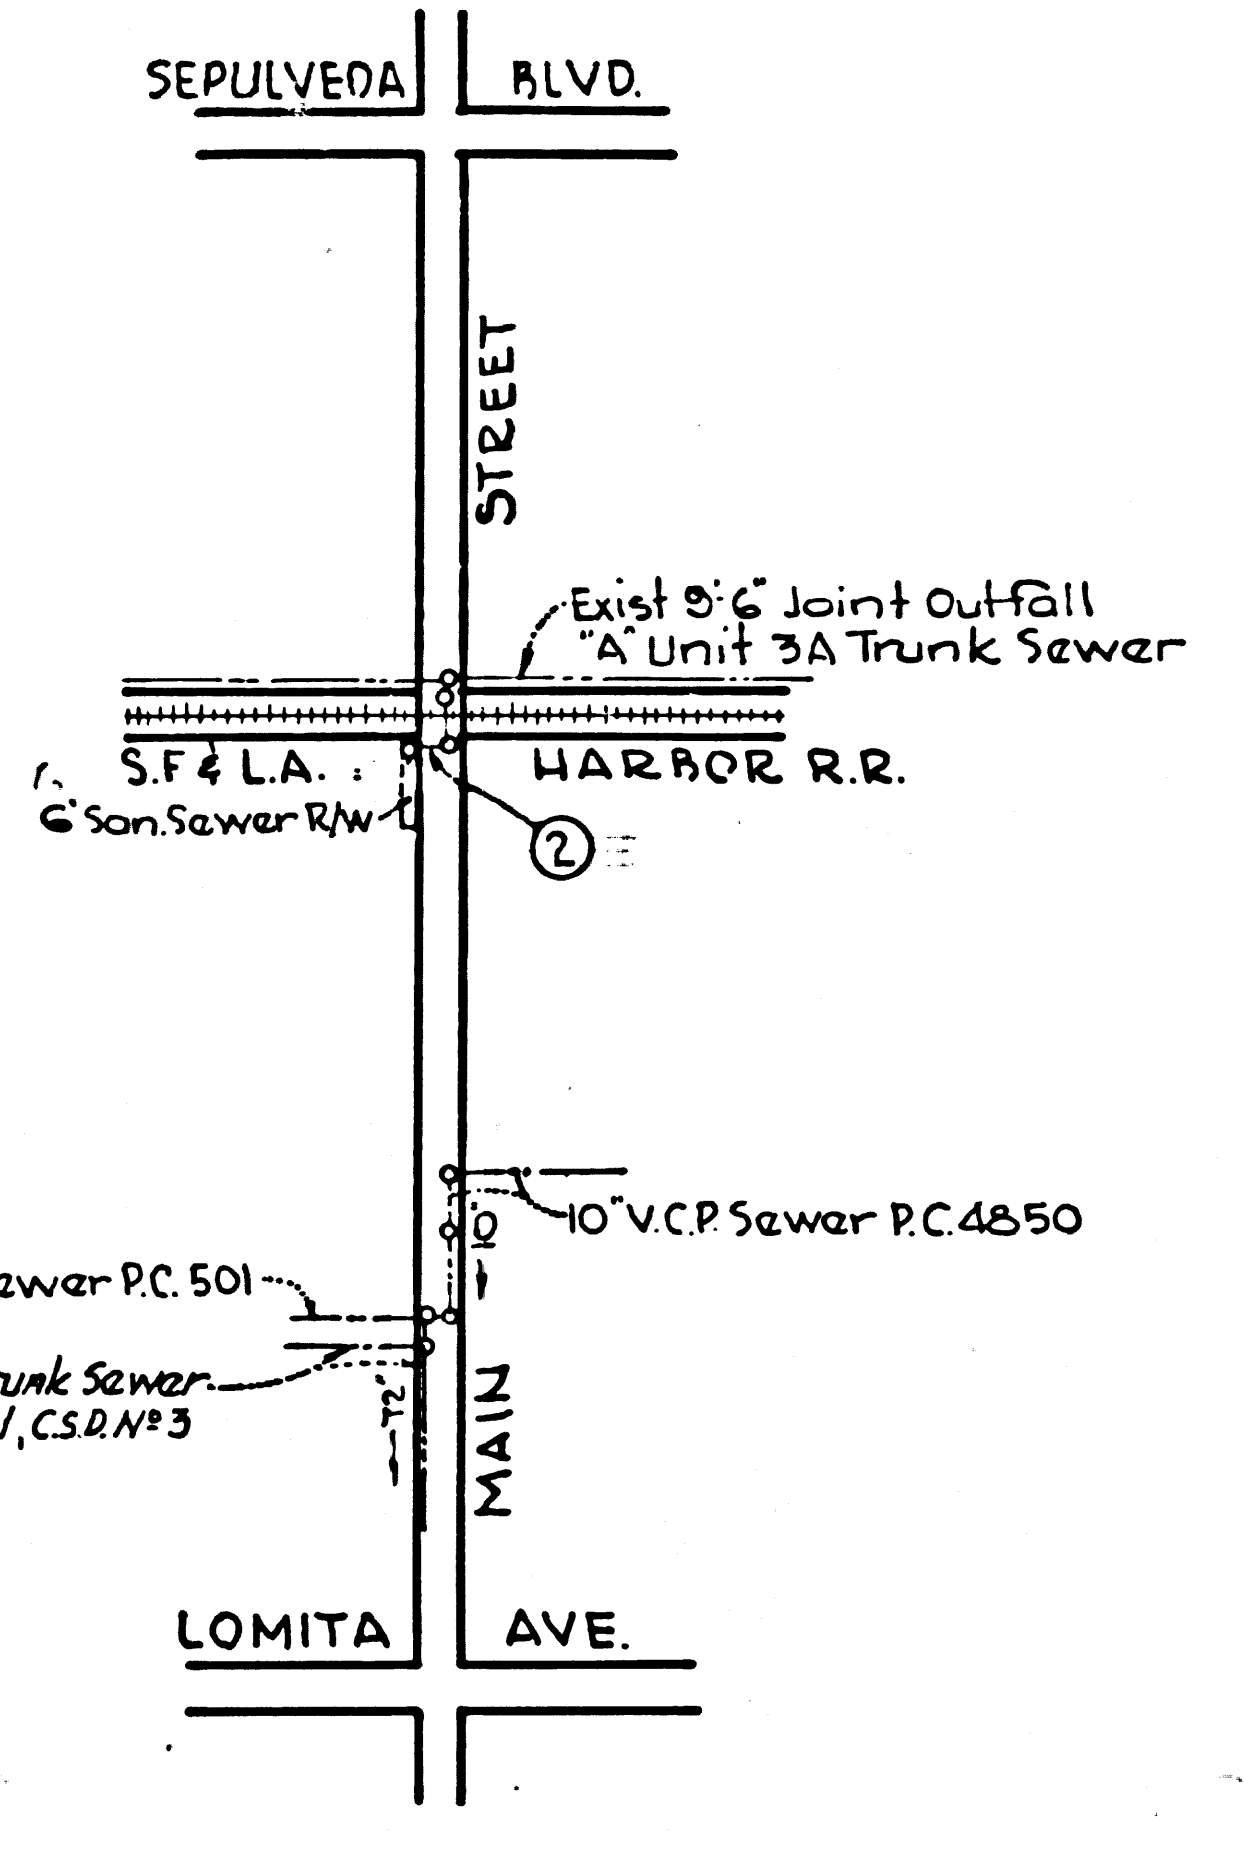 SEPULVEDA BLVD.
STREET
Exist 9'-6" Joint Outfall
"A" Unit 3A Trunk Sewer
S.F & L.A. HARBOR R.R.
6' San. Sewer R/W
2
10" V.C.P. Sewer P.C. 4850
10"
ewer P.C. 501
unk Sewer
1, C.S.D. Nº 3
MAIN
LOMITA AVE.